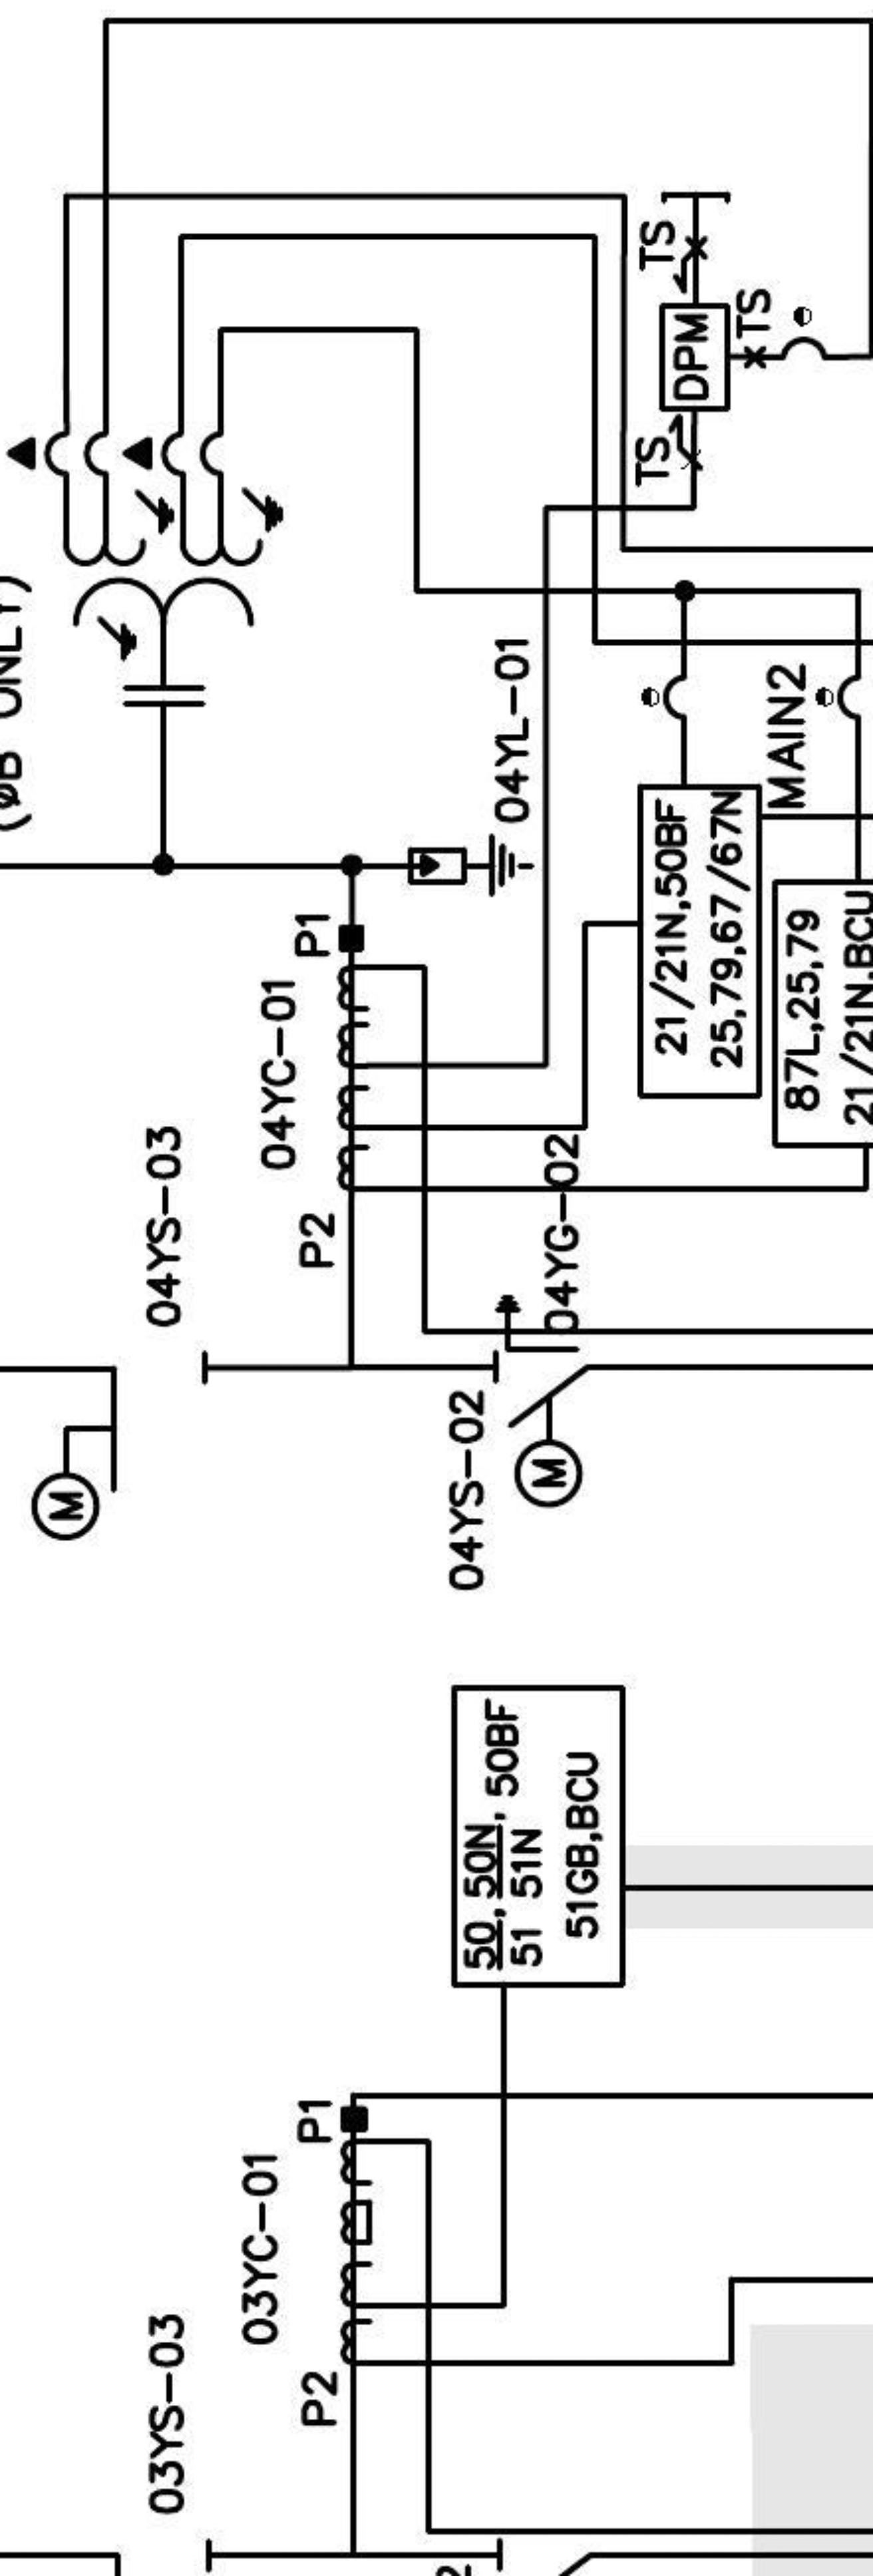 (ØB ONLY)
TS
DPM
TS
TS
04YL-01
MAIN2
P1
04YC-01
21/21N,50BF
25,79,67/67N
87L,25,79
21/21N,BCU
04YS-03
P2
04YG-02
04YS-02
M
M
50, 50N, 50BF
51 51N
51GB,BCU
P1
03YC-01
03YS-03
P2